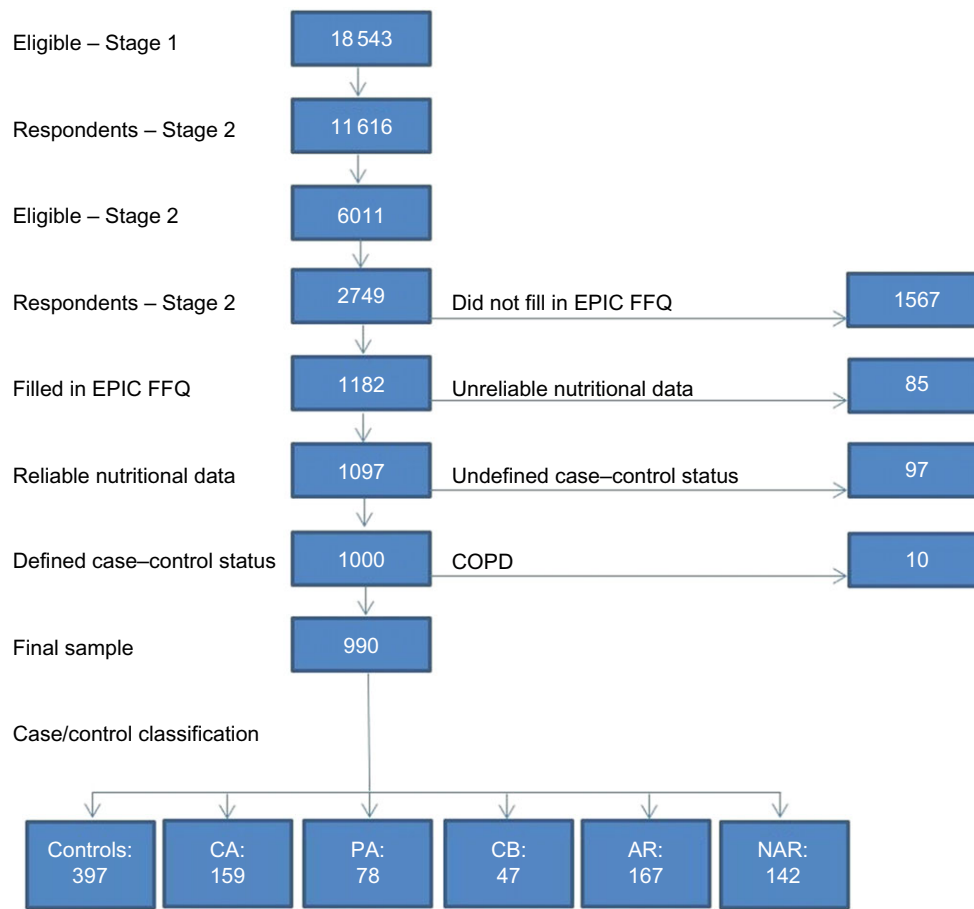 Eligible – Stage 1
18 543
Respondents – Stage 2
11 616
Eligible – Stage 2
6011
Respondents – Stage 2
2749
Did not fill in EPIC FFQ
1567
Filled in EPIC FFQ
1182
Unreliable nutritional data
85
Reliable nutritional data
1097
Undefined case–control status
97
Defined case–control status
1000
COPD
10
Final sample
990
Case/control classification
Controls:
397
CA:
159
PA:
78
CB:
47
AR:
167
NAR:
142